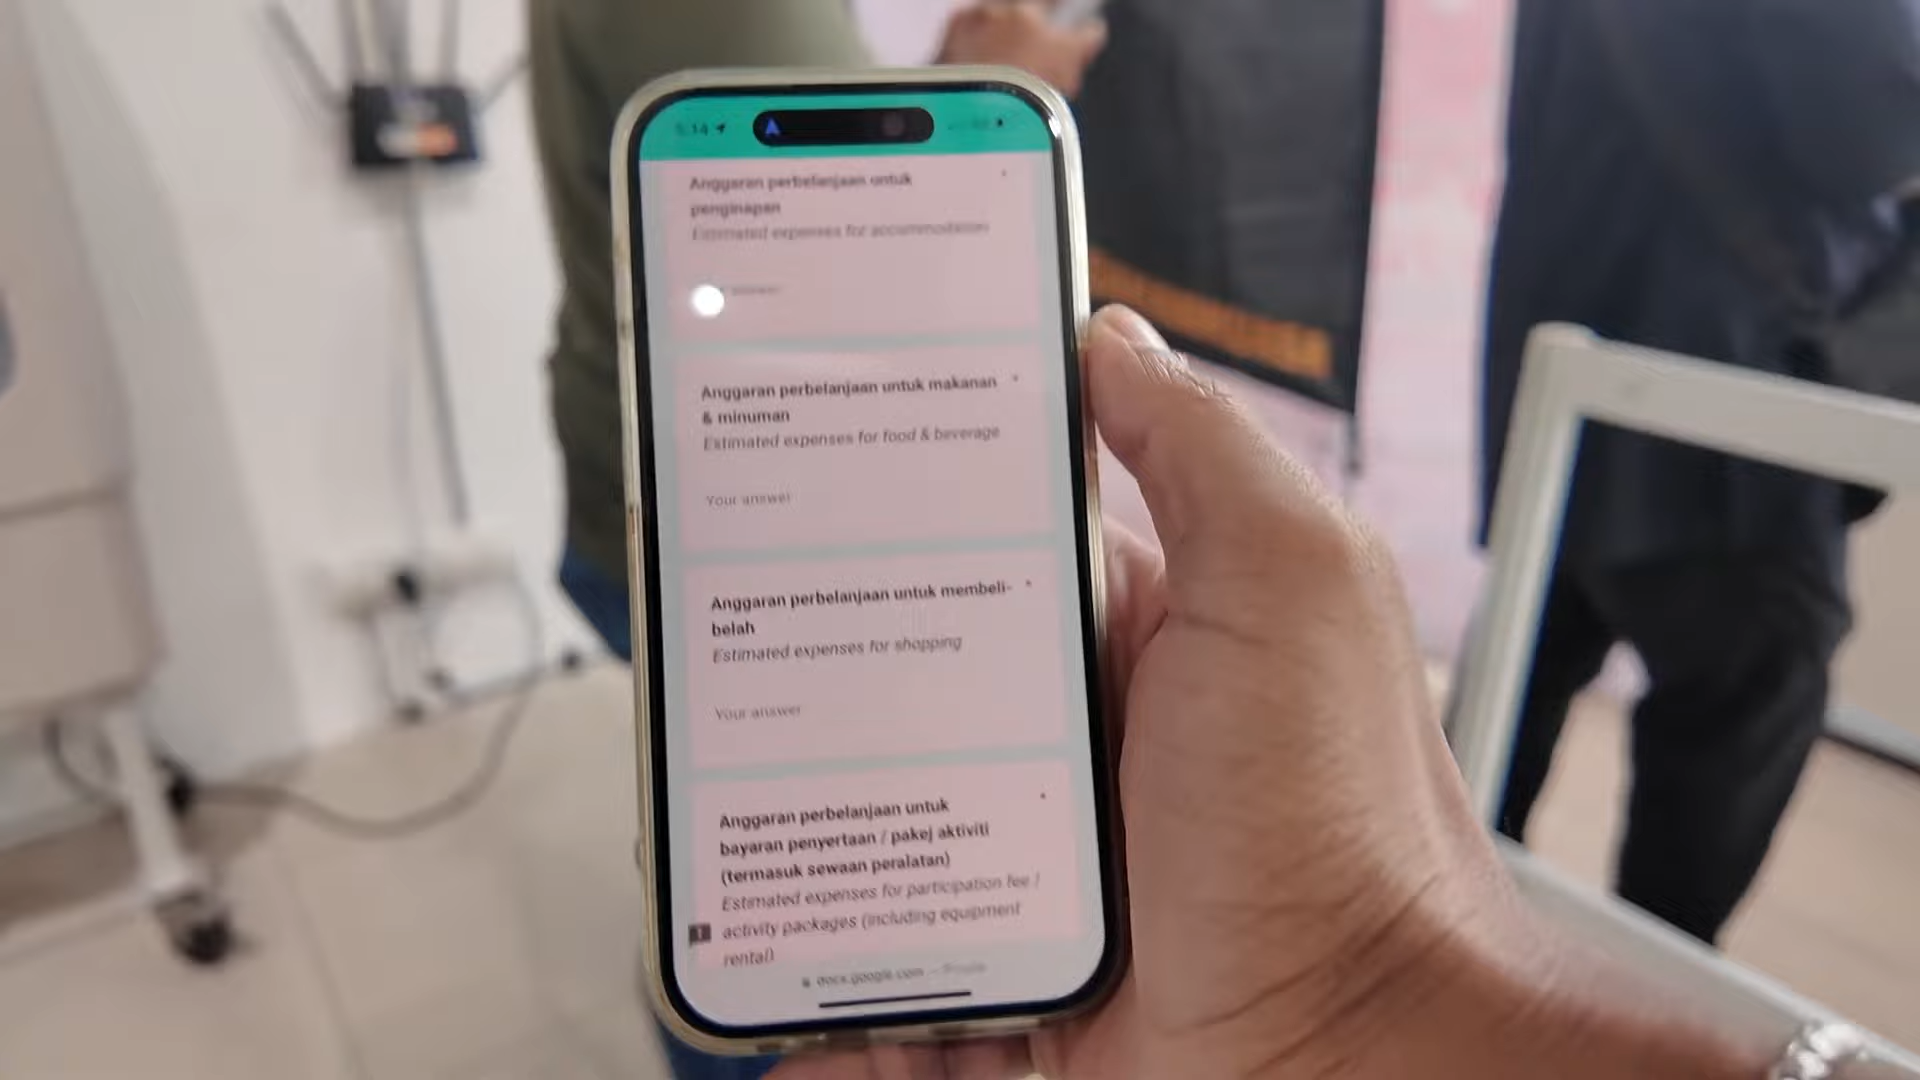 Anggaran perbelanjaan untuk
penginapan
Estimated expenses for accommodation
answer
Anggaran perbelanjaan untuk makanan *
& minuman
Estimated expenses for food & beverage
Your answer
Anggaran perbelanjaan untuk membeli- *
belah
Estimated expenses for shopping
Your answer
Anggaran perbelanjaan untuk *
bayaran penyertaan / pakej aktiviti
(termasuk sewaan peralatan)
Estimated expenses for participation fee /
activity packages (including equipment
rental)
docs.google.com — Private